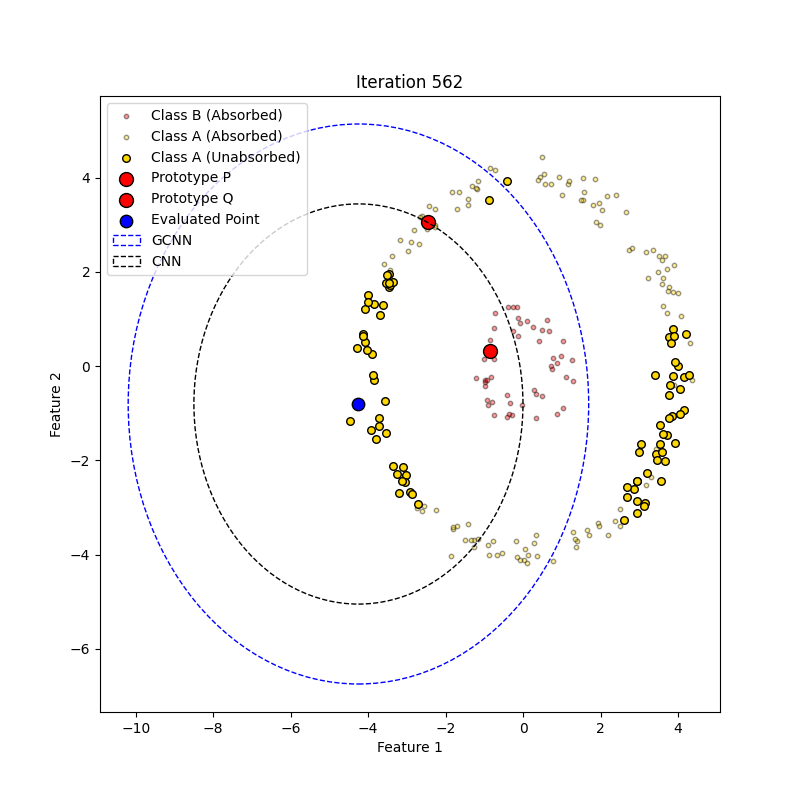 Iteration 562
Class B (Absorbed)
Class A (Absorbed)
Class A (Unabsorbed)
Prototype P
Prototype Q
Evaluated Point
GCNN
CNN
Feature 2
4
2
0
−2
−4
−6
−10 −8 −6 −4 −2 0 2 4
Feature 1